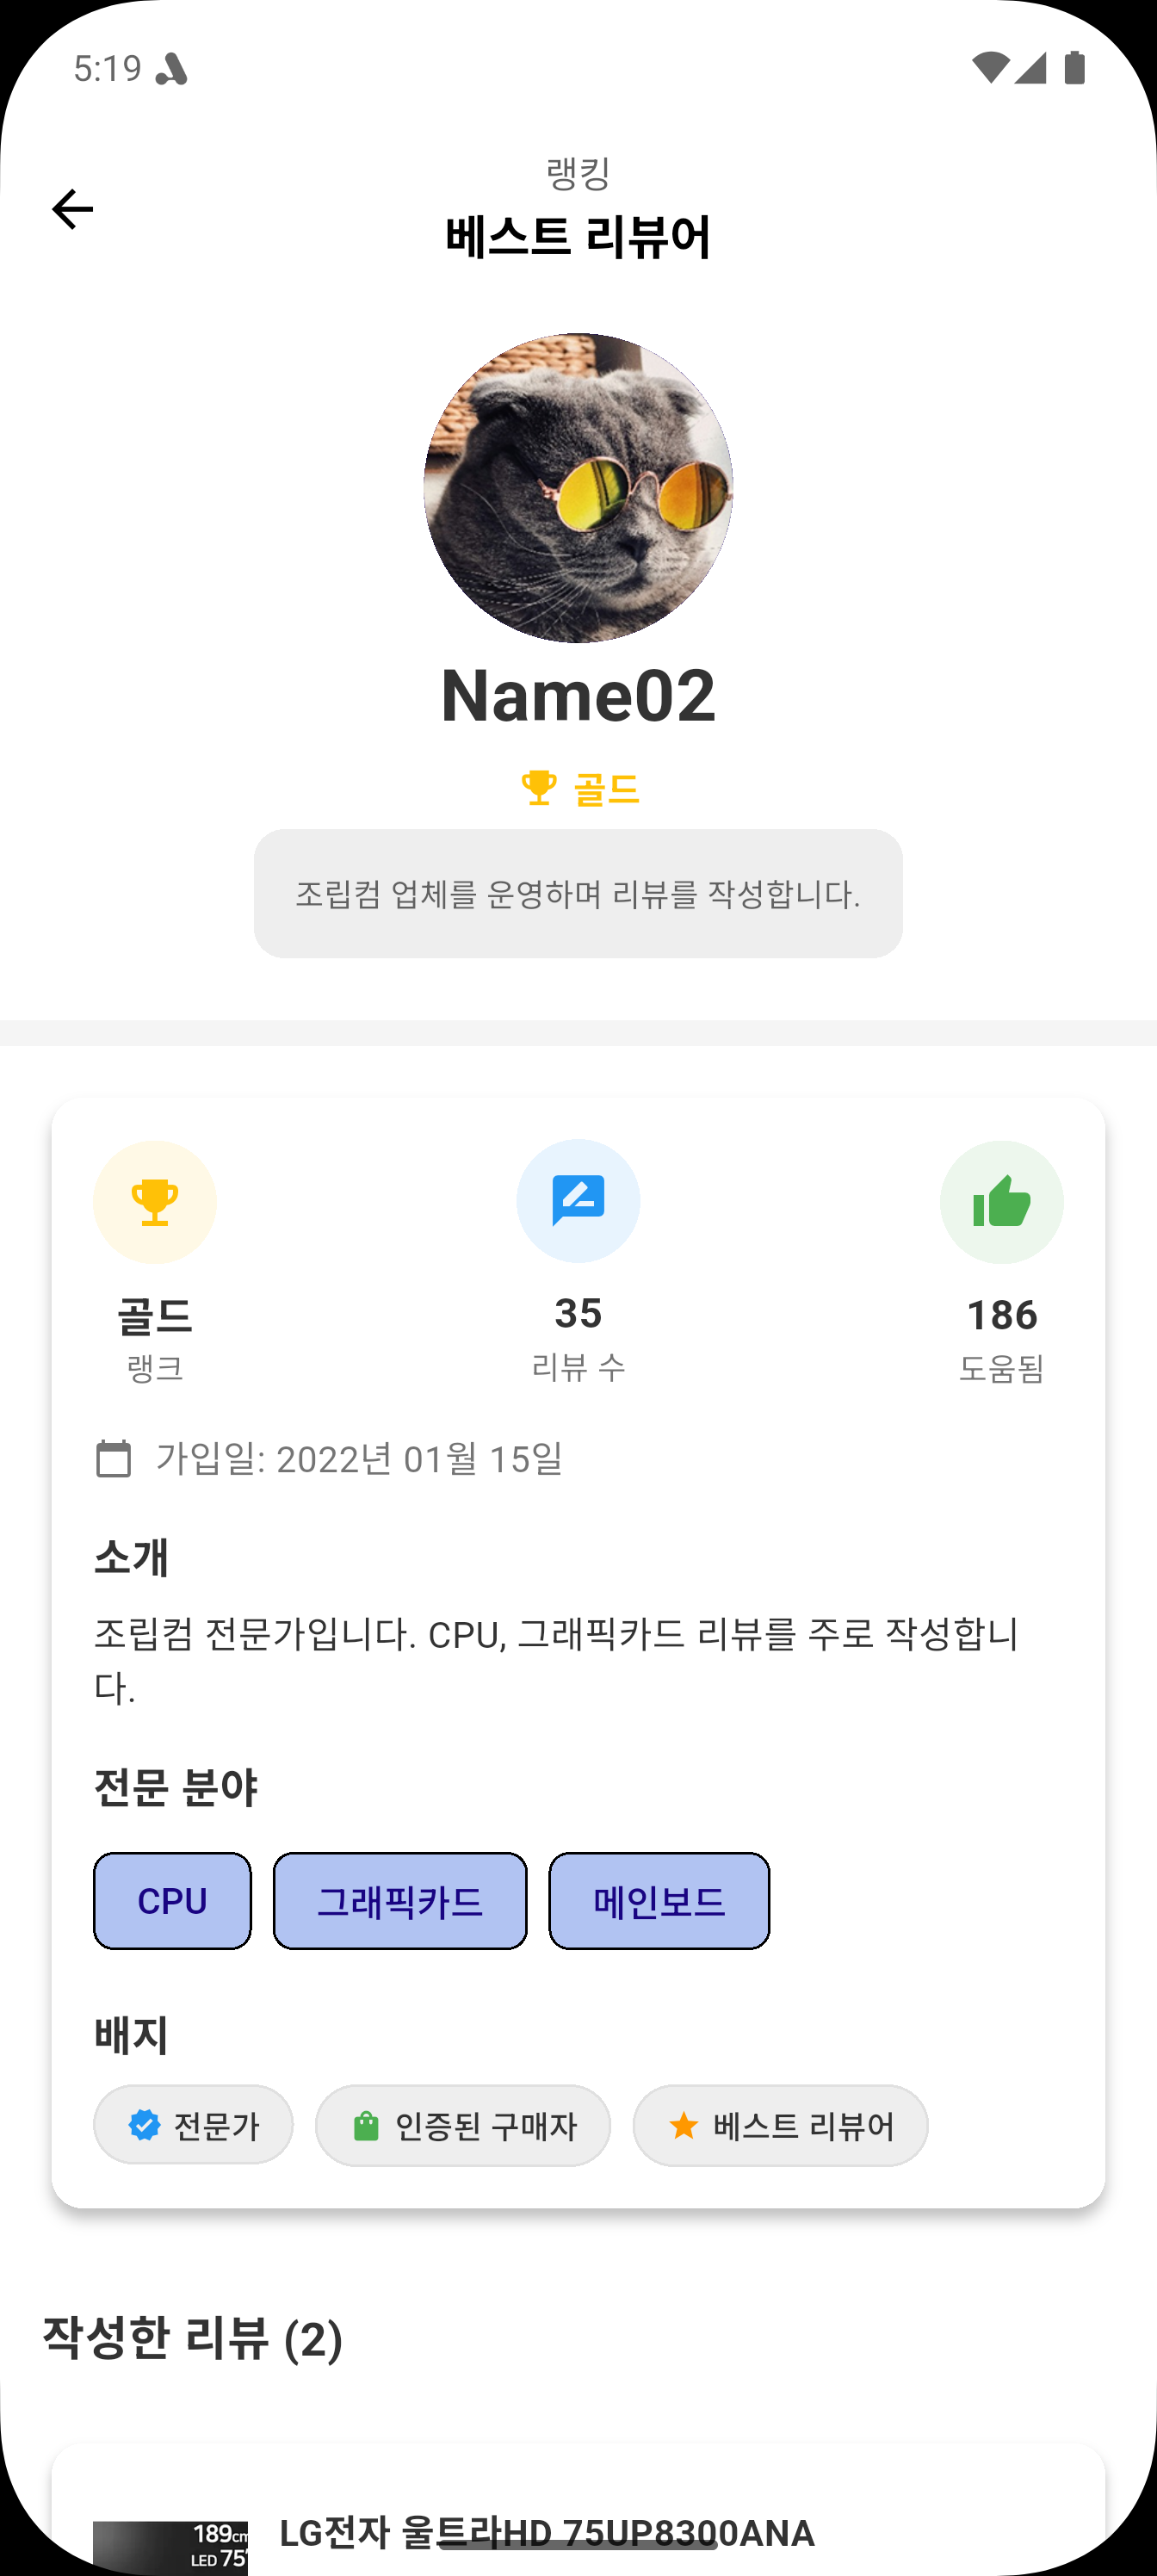 5:19
랭킹
베스트 리뷰어
Name02
골드
조립컴 업체를 운영하며 리뷰를 작성합니다.
골드
랭크
35
리뷰 수
186
도움됨
가입일: 2022년 01월 15일
소개
조립컴 전문가입니다. CPU, 그래픽카드 리뷰를 주로 작성합니
다.
전문 분야
CPU 그래픽카드 메인보드
배지
전문가 인증된 구매자 베스트 리뷰어
작성한 리뷰 (2)
LG전자 울트라HD 75UP8300ANA
189cm
LED 75"